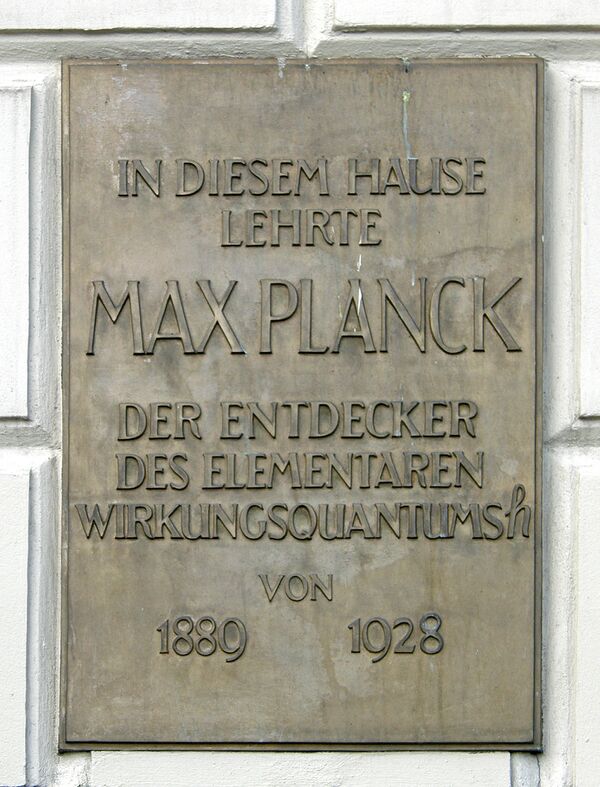 IN DIESEM HAUSE
LEHRTE
MAX PLANCK
DER ENTDECKER
DES ELEMENTAREN
WIRKUNGSQUANTUMS h
VON
1889 1928